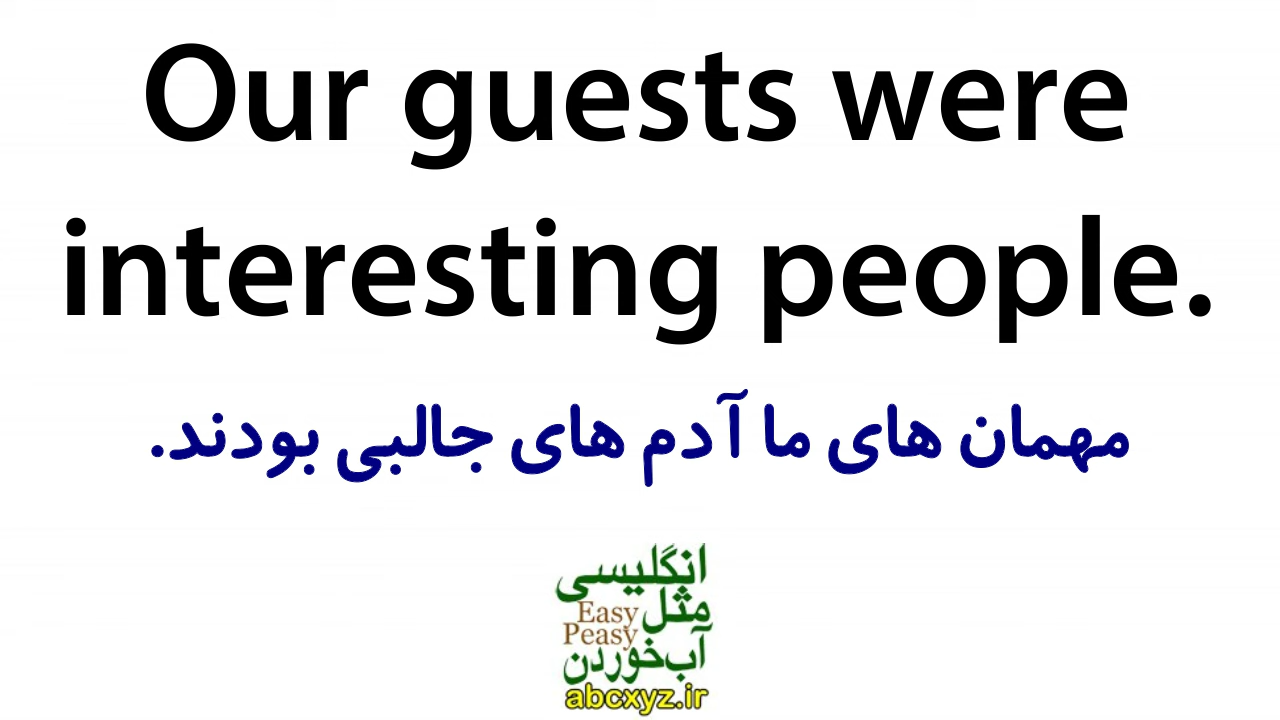 Our guests were
interesting people.
مهمان های ما آدم های جالبی بودند.
انگلیسی
مثل Easy
Peasy
آب‌خوردن
abcxyz.ir